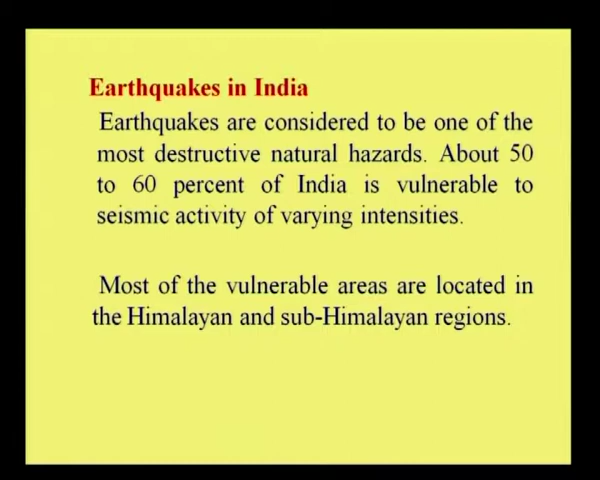 Earthquakes in India
Earthquakes are considered to be one of the
most destructive natural hazards. About 50
to 60 percent of India is vulnerable to
seismic activity of varying intensities.
Most of the vulnerable areas are located in
the Himalayan and sub-Himalayan regions.